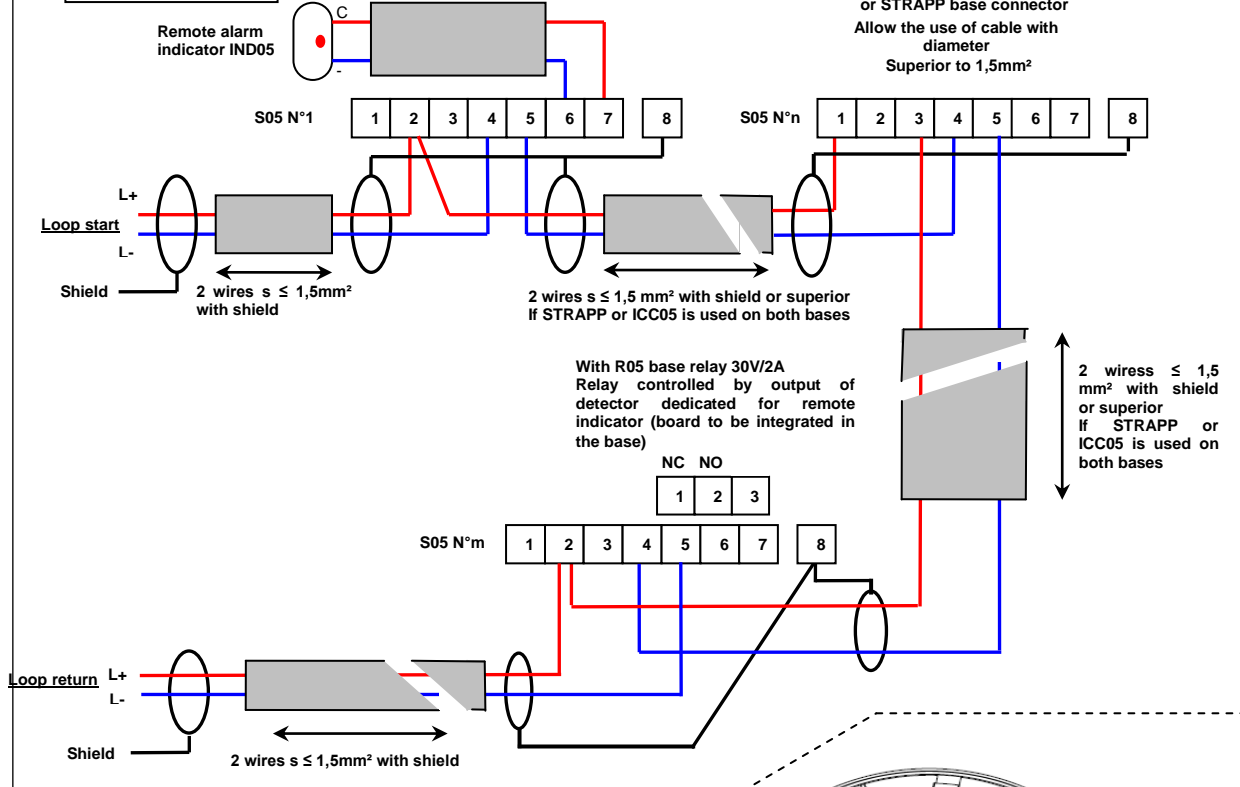 or STRAPP base connector
Allow the use of cable with
diameter
Superior to 1,5mm²
Remote alarm
indicator IND05
C
-
S05 N°1
1 2 3 4 5 6 7 8
S05 N°n
1 2 3 4 5 6 7 8
L+
Loop start
L-
Shield
2 wires s ≤ 1,5mm²
with shield
2 wires s ≤ 1,5 mm² with shield or superior
If STRAPP or ICC05 is used on both bases
With R05 base relay 30V/2A
Relay controlled by output of
detector dedicated for remote
indicator (board to be integrated in
the base)
2 wiress ≤ 1,5
mm² with shield
or superior
If STRAPP or
ICC05 is used on
both bases
NC NO
1 2 3
S05 N°m
1 2 3 4 5 6 7 8
Loop return L+
L-
Shield
2 wires s ≤ 1,5mm² with shield